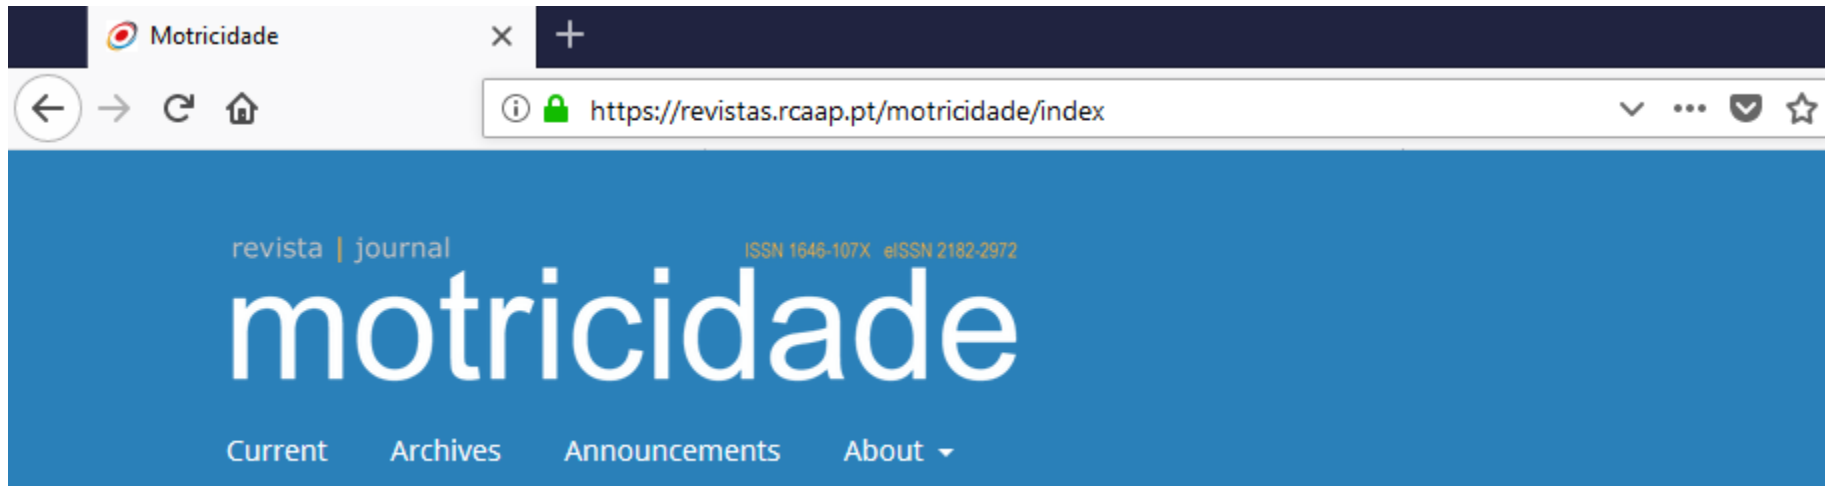 Motricidade
https://revistas.rcaap.pt/motricidade/index
revista | journal ISSN 1646-107X eISSN 2182-2972
motricidade
Current Archives Announcements About